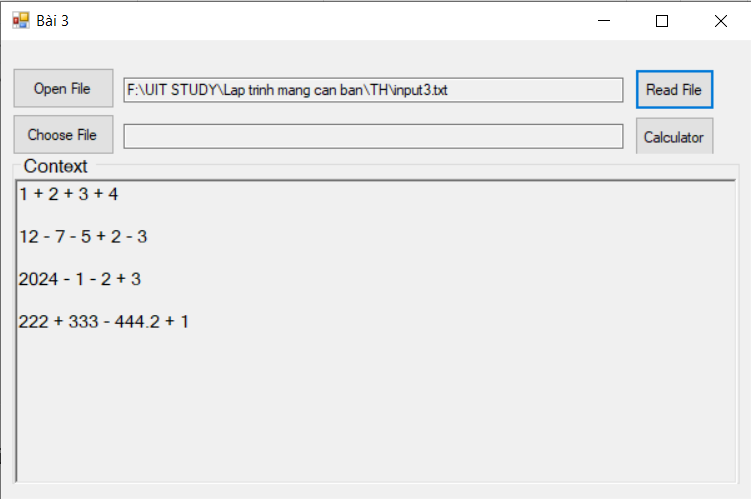 Bài 3
Open File
F:\UIT STUDY\Lap trinh mang can ban\TH\input3.txt
Read File
Choose File
Calculator
Context
1 + 2 + 3 + 4
12 - 7 - 5 + 2 - 3
2024 - 1 - 2 + 3
222 + 333 - 444.2 + 1